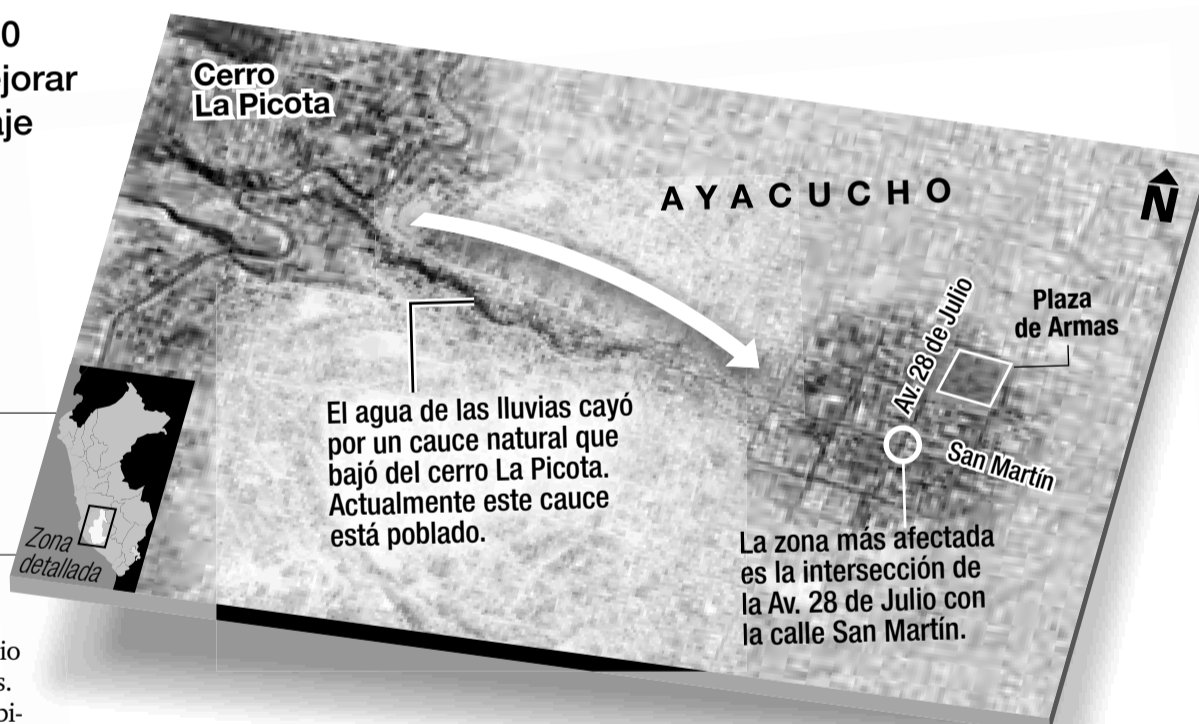 0
jorar
je
Cerro
La Picota
AYACUCHO
N
Av. 28 de Julio
Plaza
de Armas
San Martín
El agua de las lluvias cayó
por un cauce natural que
bajó del cerro La Picota.
Actualmente este cauce
está poblado.
La zona más afectada
es la intersección de
la Av. 28 de Julio con
la calle San Martín.
Zona
detallada
io
s.
bi-